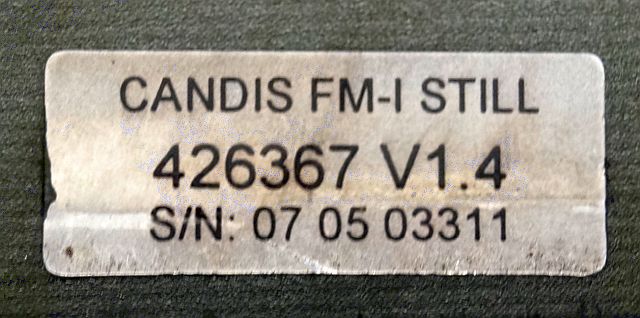 CANDIS FM-I STILL
426367 V1.4
S/N: 07 05 03311